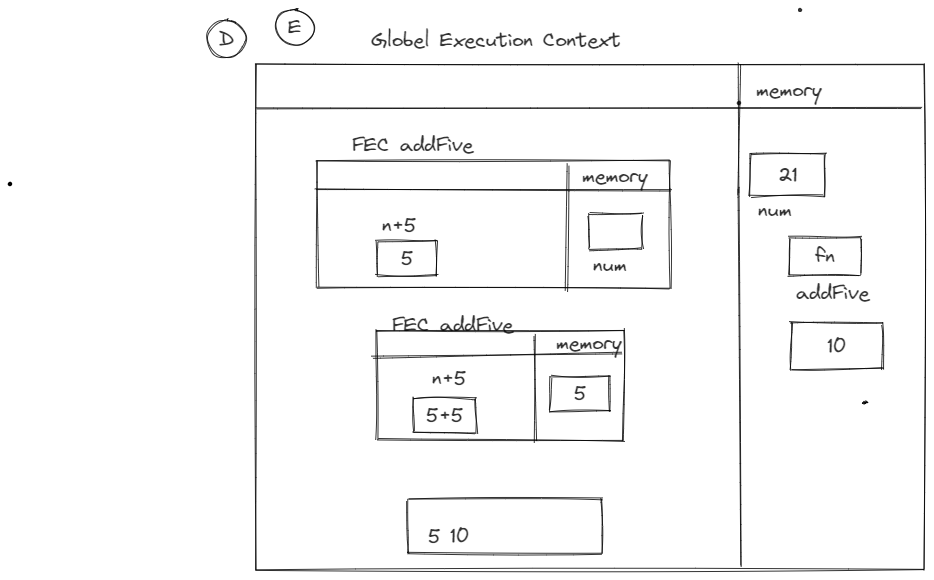 D
E
Globel Execution Context
memory
FEC addFive
memory
n+5
5
num
21
num
fn
addFive
FEC addFive
memory
n+5
5+5
5
10
5 10